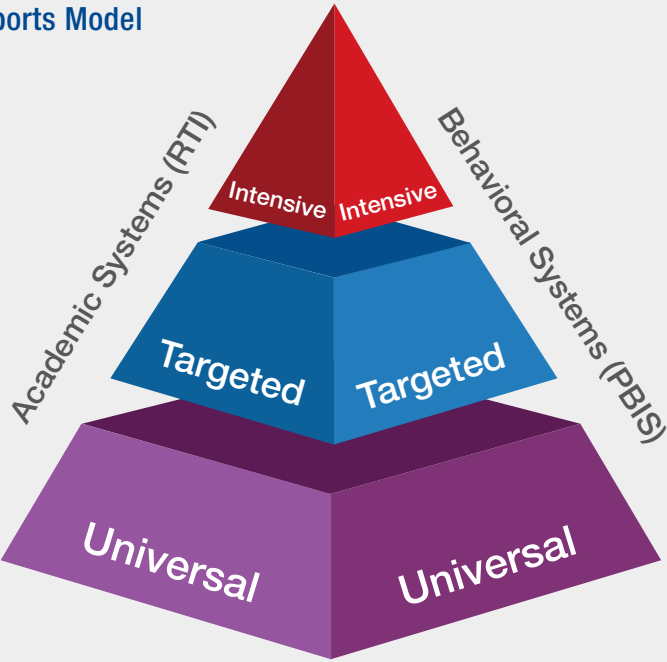 ports Model
Academic Systems (RTI)
Behavioral Systems (PBIS)
Intensive
Intensive
Targeted
Targeted
Universal
Universal